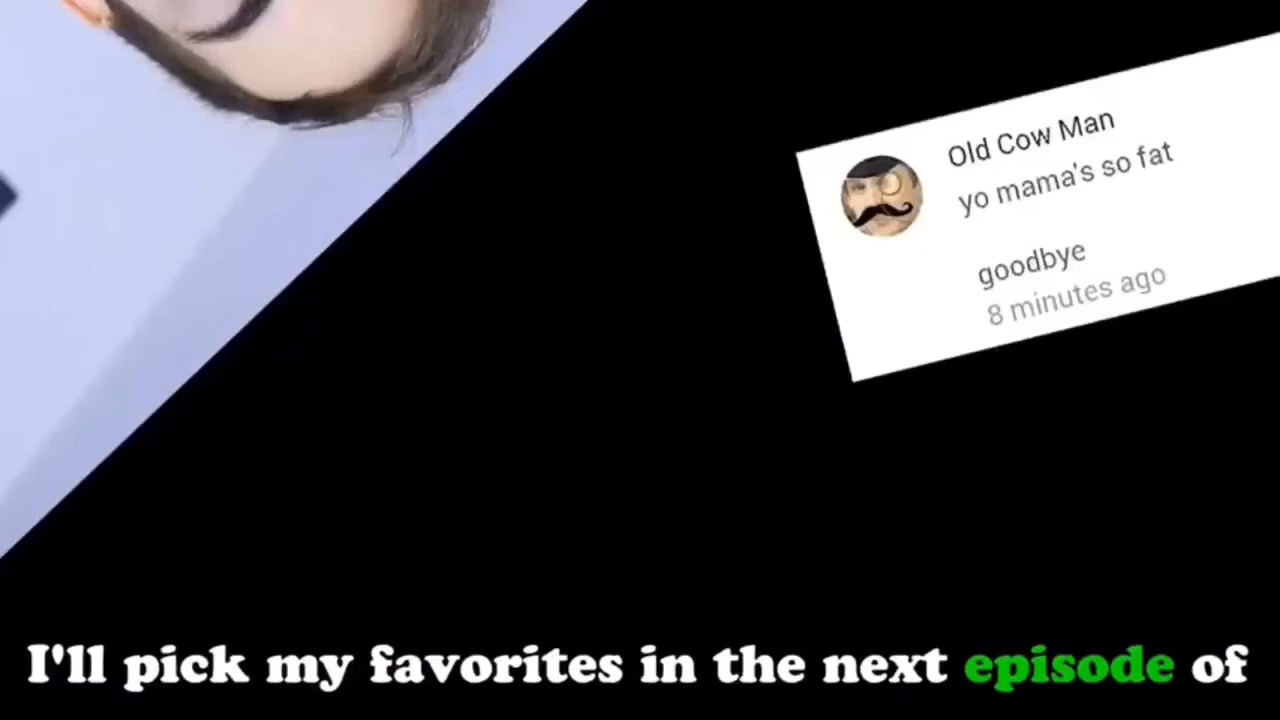 Old Cow Man
yo mama's so fat
goodbye
8 minutes ago
I'll pick my favorites in the next episode of